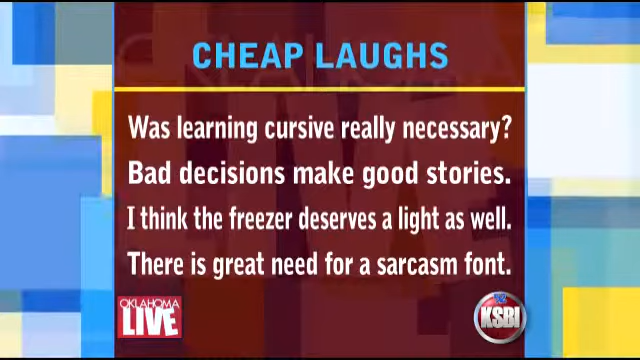 CHEAP LAUGHS
Was learning cursive really necessary?
Bad decisions make good stories.
I think the freezer deserves a light as well.
There is great need for a sarcasm font.
OKLAHOMA
LIVE
KSBI